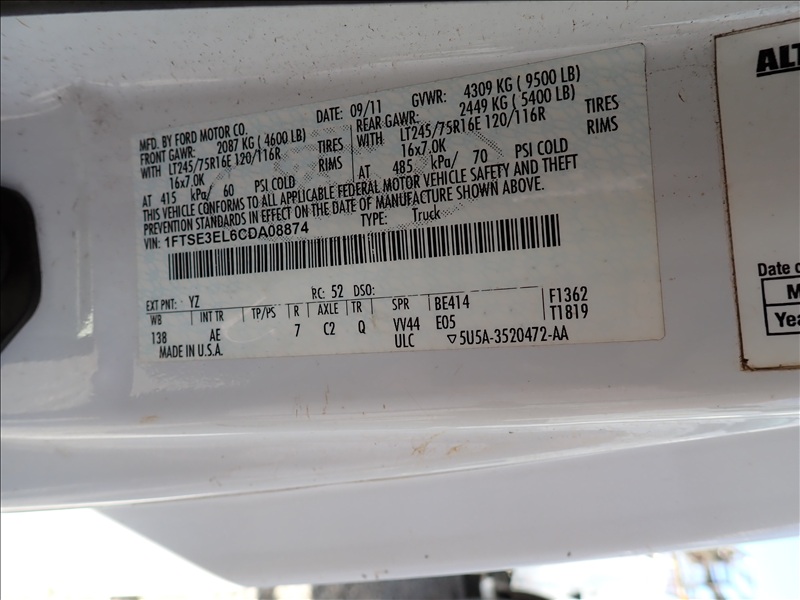 MFD. BY FORD MOTOR CO.
DATE: 09/11 GVWR: 4309 KG ( 9500 LB)
FRONT GAWR: 2087 KG ( 4600 LB) REAR GAWR: 2449 KG ( 5400 LB)
WITH LT245/75R16E 120/116R TIRES WITH LT245/75R16E 120/116R TIRES
16x7.0K RIMS 16x7.0K RIMS
AT 415 kPa/ 60 PSI COLD AT 485 kPa/ 70 PSI COLD
THIS VEHICLE CONFORMS TO ALL APPLICABLE FEDERAL MOTOR VEHICLE SAFETY AND THEFT
PREVENTION STANDARDS IN EFFECT ON THE DATE OF MANUFACTURE SHOWN ABOVE.
VIN: 1FTSE3EL6CDA08874 TYPE: Truck
EXT PNT: YZ RC: 52 DSO:
WB INT TR TP/PS R AXLE TR SPR BE414 F1362
138 AE 7 C2 Q VV44 E05 T1819
MADE IN U.S.A. ULC ▽5U5A-3520472-AA
ALT
Date o
M
Yea